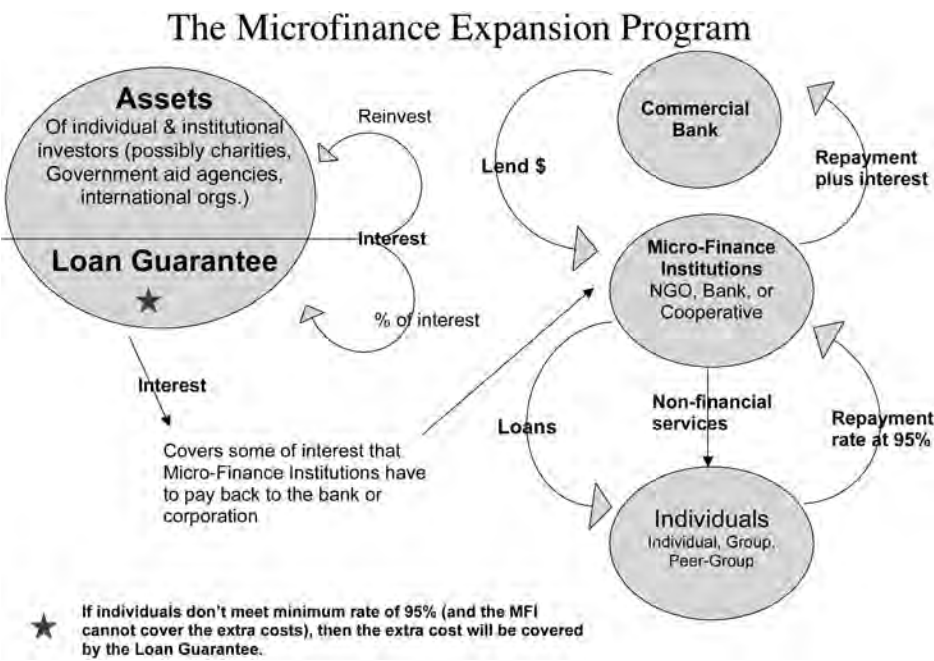 The Microfinance Expansion Program
Assets
Of individual & institutional
investors (possibly charities,
Government aid agencies,
international orgs.)
Loan Guarantee
Reinvest
Interest
% of interest
Interest
Covers some of interest that
Micro-Finance Institutions have
to pay back to the bank or
corporation
Commercial
Bank
Lend $
Repayment
plus interest
Micro-Finance
Institutions
NGO, Bank, or
Cooperative
Loans
Non-financial
services
Repayment
rate at 95%
Individuals
Individual, Group,
Peer-Group
If individuals don't meet minimum rate of 95% (and the MFI
cannot cover the extra costs), then the extra cost will be covered
by the Loan Guarantee.